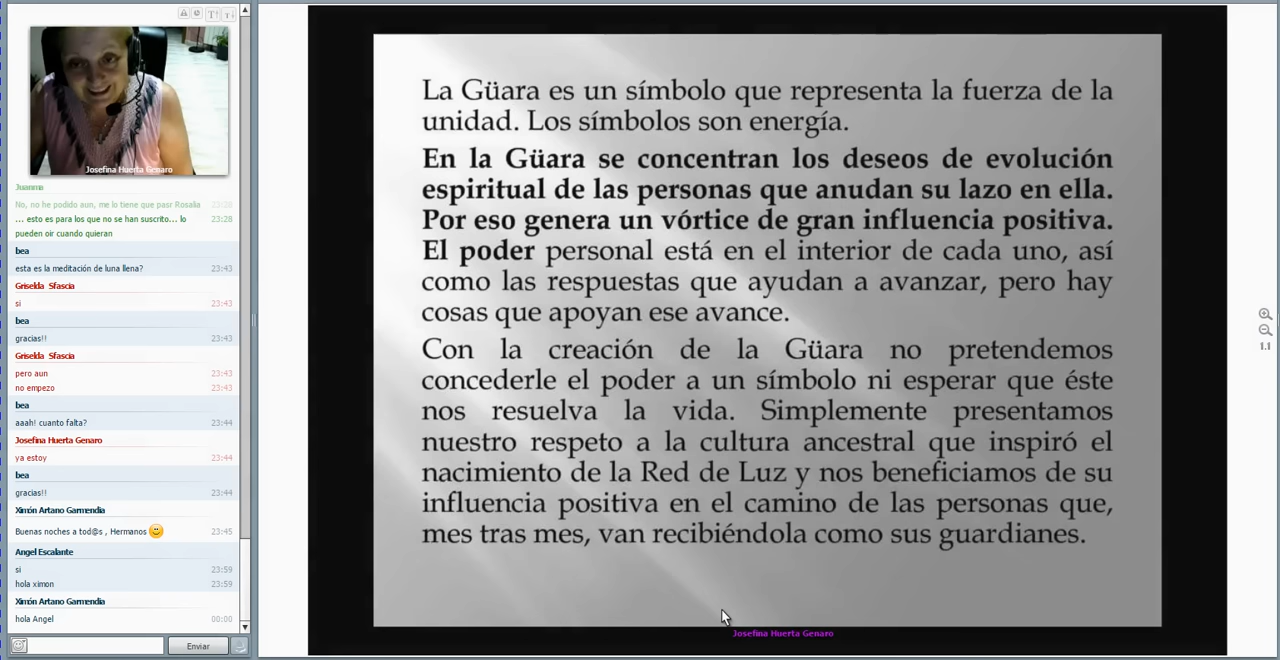 Josefina Huerta Genaro
Juanma
No, no he podido aun, me lo tiene que pasr Rosalia 23:28
... esto es para los que no se han suscrito... lo 23:28
pueden oir cuando quieran
bea
esta es la meditación de luna llena? 23:43
Griselda Sfascia
si 23:43
bea
gracias!! 23:43
Griselda Sfascia
pero aun 23:43
no empezo 23:43
bea
aaah! cuanto falta? 23:44
Josefina Huerta Genaro
ya estoy 23:44
bea
gracias!! 23:44
Ximón Artano Garmendia
Buenas noches a tod@s , Hermanos 23:45
Angel Escalante
si 23:59
hola ximon 23:59
Ximón Artano Garmendia
hola Angel 00:00
Enviar
La Güara es un símbolo que representa la fuerza de la
unidad. Los símbolos son energía.
En la Güara se concentran los deseos de evolución
espiritual de las personas que anudan su lazo en ella.
Por eso genera un vórtice de gran influencia positiva.
El poder personal está en el interior de cada uno, así
como las respuestas que ayudan a avanzar, pero hay
cosas que apoyan ese avance.
Con la creación de la Güara no pretendemos
concederle el poder a un símbolo ni esperar que éste
nos resuelva la vida. Simplemente presentamos
nuestro respeto a la cultura ancestral que inspiró el
nacimiento de la Red de Luz y nos beneficiamos de su
influencia positiva en el camino de las personas que,
mes tras mes, van recibiéndola como sus guardianes.
Josefina Huerta Genaro
1.1